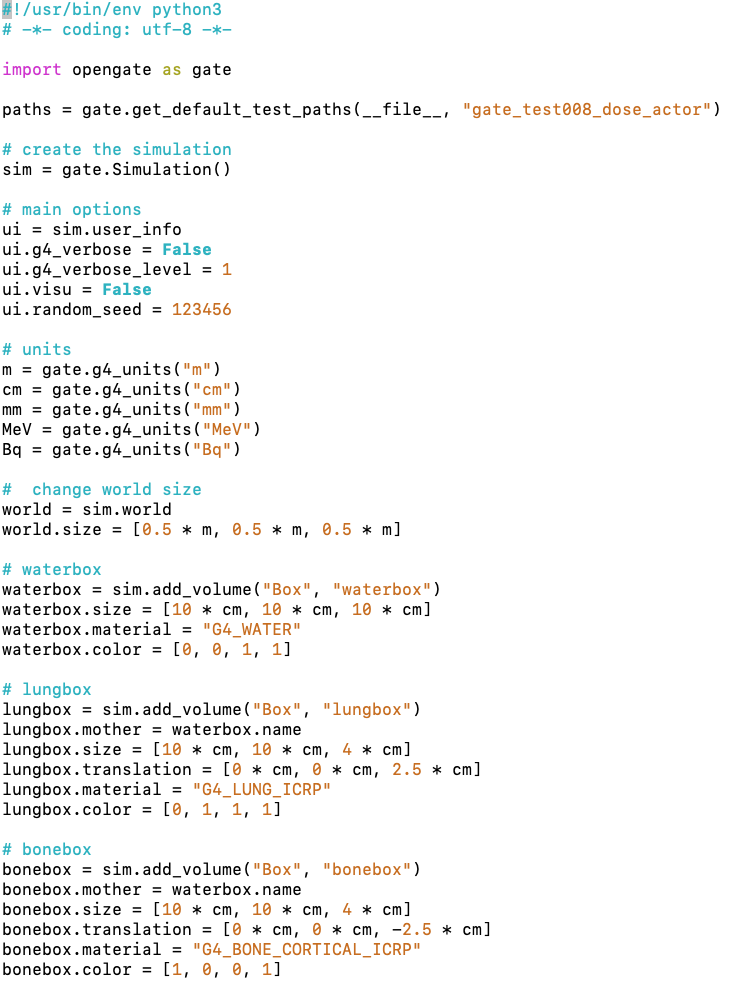 #!/usr/bin/env python3
# -*- coding: utf-8 -*-
import opengate as gate
paths = gate.get_default_test_paths(__file__, "gate_test008_dose_actor")
# create the simulation
sim = gate.Simulation()
# main options
ui = sim.user_info
ui.g4_verbose = False
ui.g4_verbose_level = 1
ui.visu = False
ui.random_seed = 123456
# units
m = gate.g4_units("m")
cm = gate.g4_units("cm")
mm = gate.g4_units("mm")
MeV = gate.g4_units("MeV")
Bq = gate.g4_units("Bq")
#  change world size
world = sim.world
world.size = [0.5 * m, 0.5 * m, 0.5 * m]
# waterbox
waterbox = sim.add_volume("Box", "waterbox")
waterbox.size = [10 * cm, 10 * cm, 10 * cm]
waterbox.material = "G4_WATER"
waterbox.color = [0, 0, 1, 1]
# lungbox
lungbox = sim.add_volume("Box", "lungbox")
lungbox.mother = waterbox.name
lungbox.size = [10 * cm, 10 * cm, 4 * cm]
lungbox.translation = [0 * cm, 0 * cm, 2.5 * cm]
lungbox.material = "G4_LUNG_ICRP"
lungbox.color = [0, 1, 1, 1]
# bonebox
bonebox = sim.add_volume("Box", "bonebox")
bonebox.mother = waterbox.name
bonebox.size = [10 * cm, 10 * cm, 4 * cm]
bonebox.translation = [0 * cm, 0 * cm, -2.5 * cm]
bonebox.material = "G4_BONE_CORTICAL_ICRP"
bonebox.color = [1, 0, 0, 1]